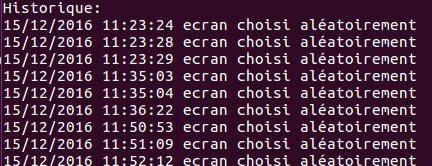 Historique:
15/12/2016 11:23:24 ecran choisi aléatoirement
15/12/2016 11:23:28 ecran choisi aléatoirement
15/12/2016 11:23:29 ecran choisi aléatoirement
15/12/2016 11:35:03 ecran choisi aléatoirement
15/12/2016 11:35:04 ecran choisi aléatoirement
15/12/2016 11:36:22 ecran choisi aléatoirement
15/12/2016 11:50:53 ecran choisi aléatoirement
15/12/2016 11:51:09 ecran choisi aléatoirement
15/12/2016 11:52:12 ecran choisi aléatoirement